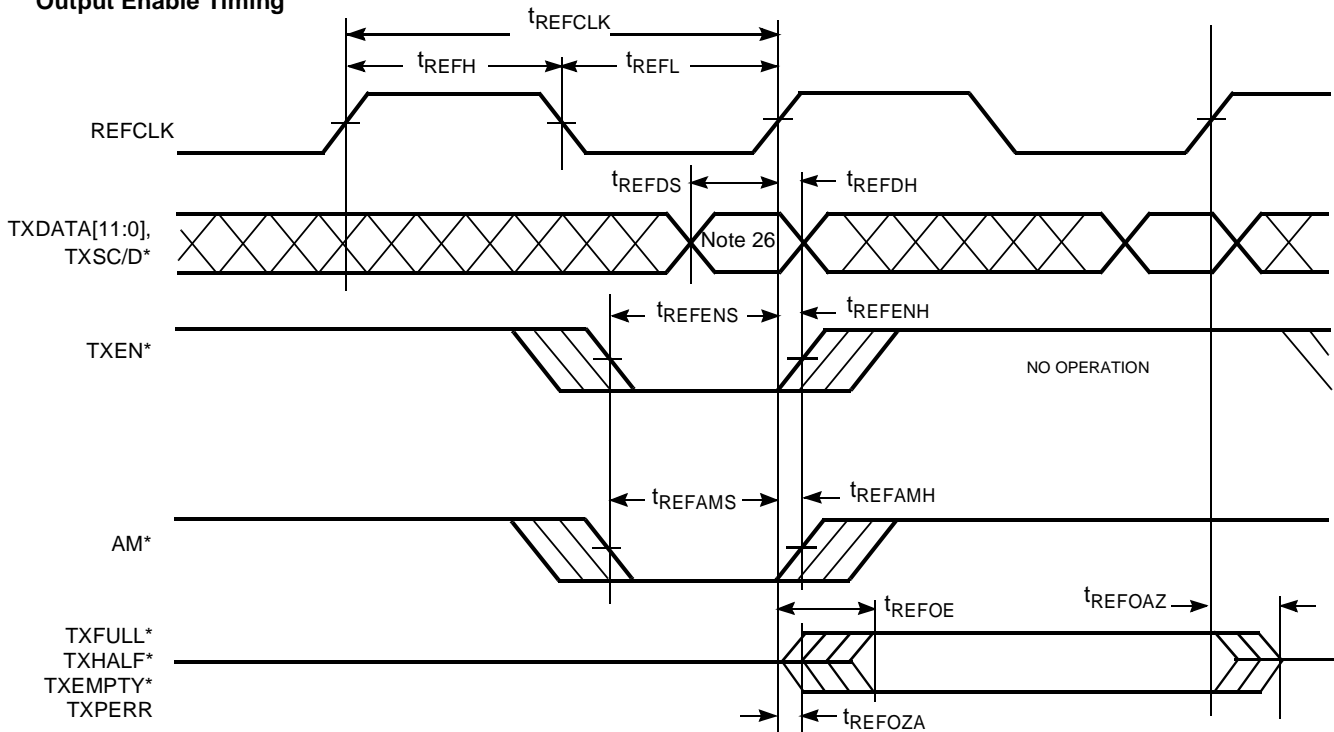 Output Enable Timing
tREFCLK
tREFH
tREFL
REFCLK
tREFDS
tREFDH
TXDATA[11:0],
TXSC/D*
Note 26
tREFENS
tREFENH
TXEN*
NO OPERATION
tREFAMS
tREFAMH
AM*
tREFOE
tREFOAZ
TXFULL*
TXHALF*
TXEMPTY*
TXPERR
tREFOZA